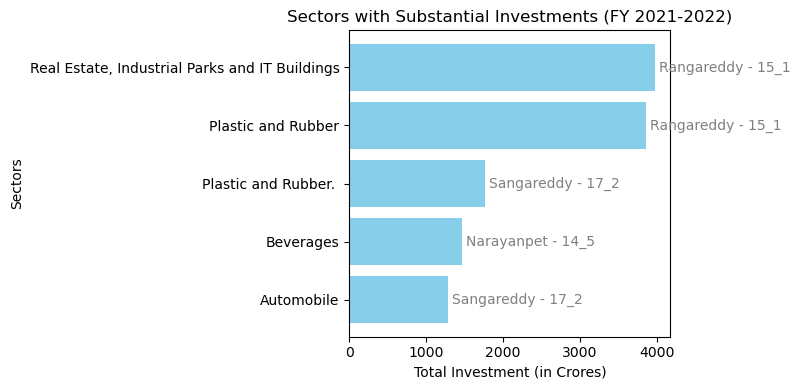 Sectors with Substantial Investments (FY 2021-2022)
Real Estate, Industrial Parks and IT Buildings
Rangareddy - 15_1
Plastic and Rubber
Rangareddy - 15_1
Plastic and Rubber.
Sangareddy - 17_2
Beverages
Narayanpet - 14_5
Automobile
Sangareddy - 17_2
Sectors
0 1000 2000 3000 4000
Total Investment (in Crores)